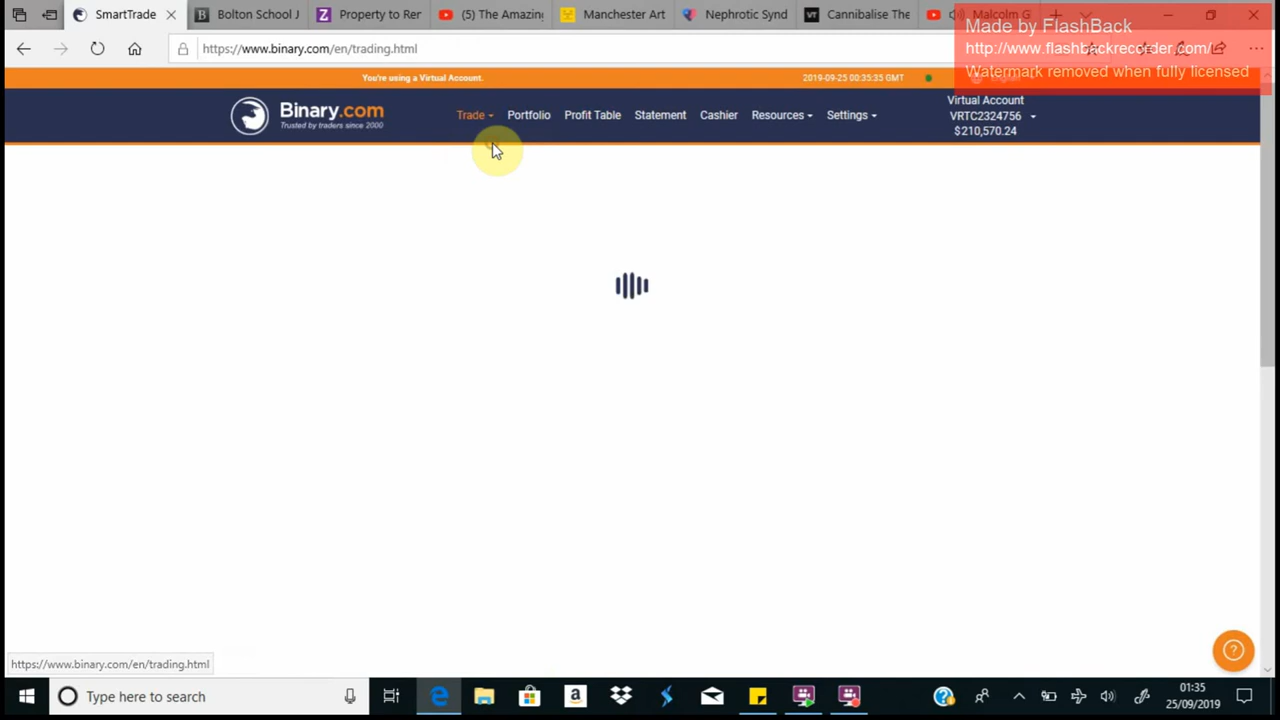 SmartTrade
Bolton School |
Property to Ren
(5) The Amazing
Manchester Art
Nephrotic Synd
Cannibalise The
Malcolm G
Made by FlashBack
https://www.binary.com/en/trading.html
http://www.flashbackrecorder.com/
Watermark removed when fully licensed
You're using a Virtual Account.
2019-09-25 00:35:35 GMT
Binary.com
Trusted by traders since 2000
Trade
Portfolio
Profit Table
Statement
Cashier
Resources
Settings
Virtual Account
VRTC2324756
$210,570.24
https://www.binary.com/en/trading.html
Type here to search
01:35
25/09/2019